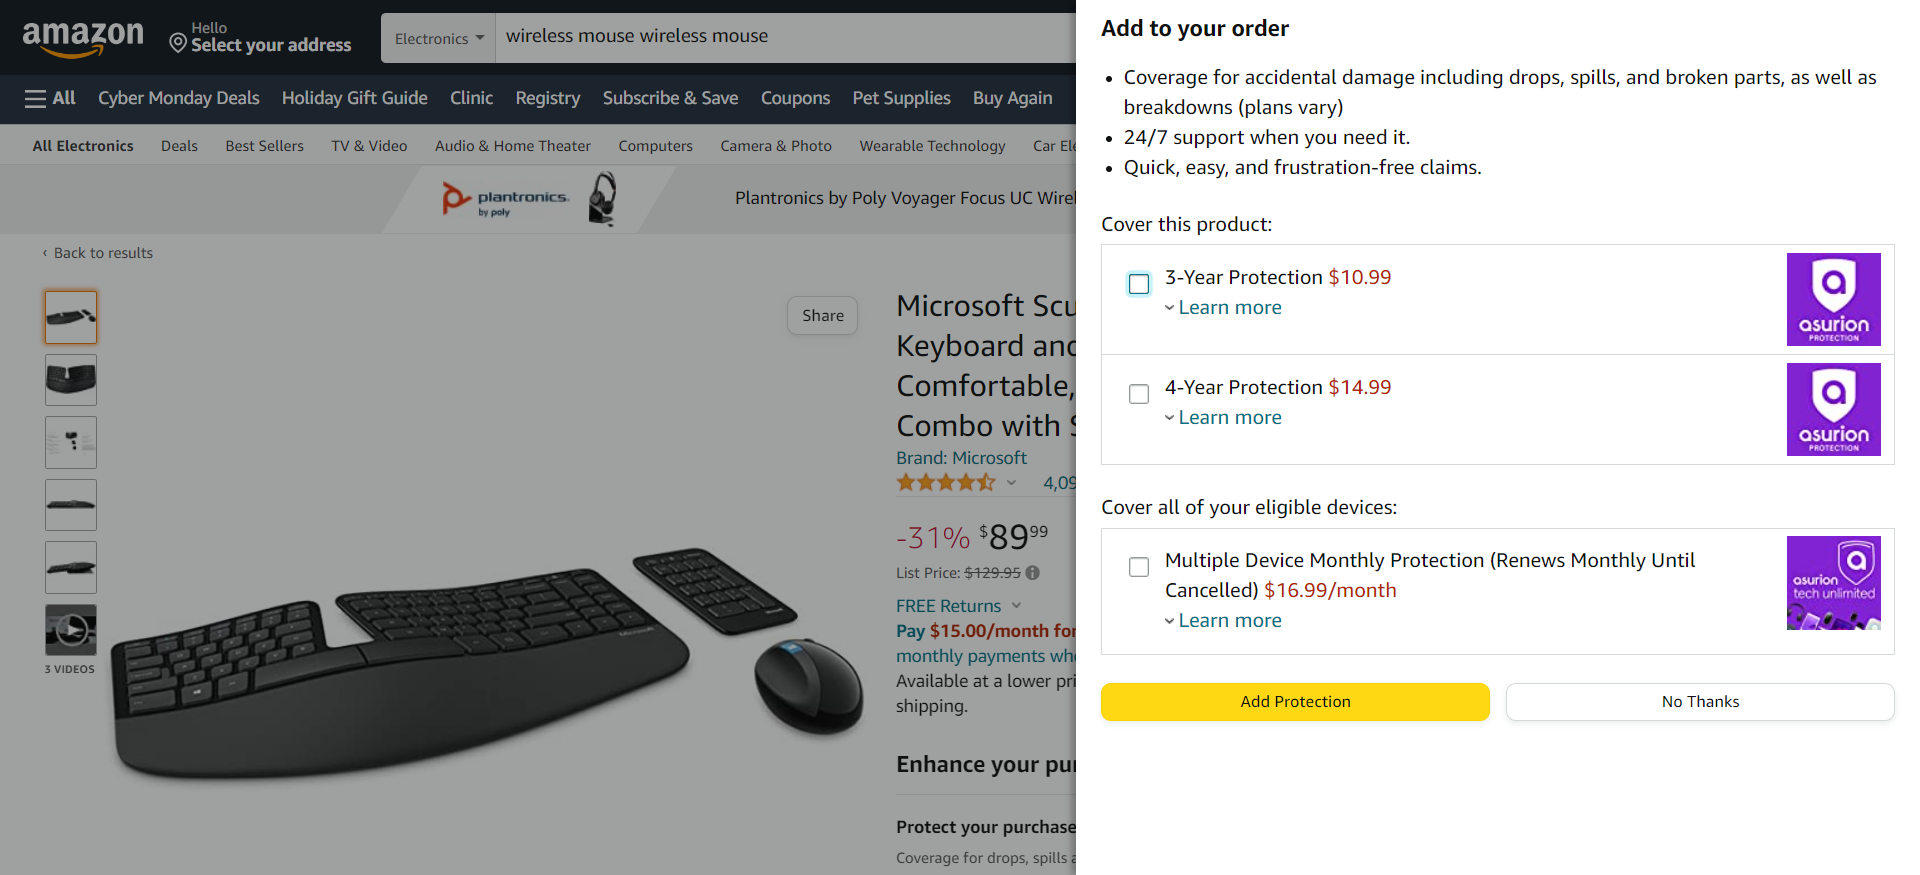 amazon
Hello
Select your address
Electronics
wireless mouse wireless mouse
All
Cyber Monday Deals
Holiday Gift Guide
Clinic
Registry
Subscribe & Save
Coupons
Pet Supplies
Buy Again
All Electronics
Deals
Best Sellers
TV & Video
Audio & Home Theater
Computers
Camera & Photo
Wearable Technology
Car Ele
plantronics.
by poly
Plantronics by Poly Voyager Focus UC Wirel
‹ Back to results
3 VIDEOS
Share
Microsoft Scu
Keyboard and
Comfortable,
Combo with S
Brand: Microsoft
4,09
-31% $89 99
List Price: $129.95
FREE Returns
Pay $15.00/month for
monthly payments whe
Available at a lower pri
shipping.
Enhance your pu
Protect your purchase
Coverage for drops, spills a
Add to your order
• Coverage for accidental damage including drops, spills, and broken parts, as well as
breakdowns (plans vary)
• 24/7 support when you need it.
• Quick, easy, and frustration-free claims.
Cover this product:
3-Year Protection $10.99
Learn more
asurion
PROTECTION
4-Year Protection $14.99
Learn more
asurion
PROTECTION
Cover all of your eligible devices:
Multiple Device Monthly Protection (Renews Monthly Until
Cancelled) $16.99/month
Learn more
asurion
tech unlimited
Add Protection
No Thanks